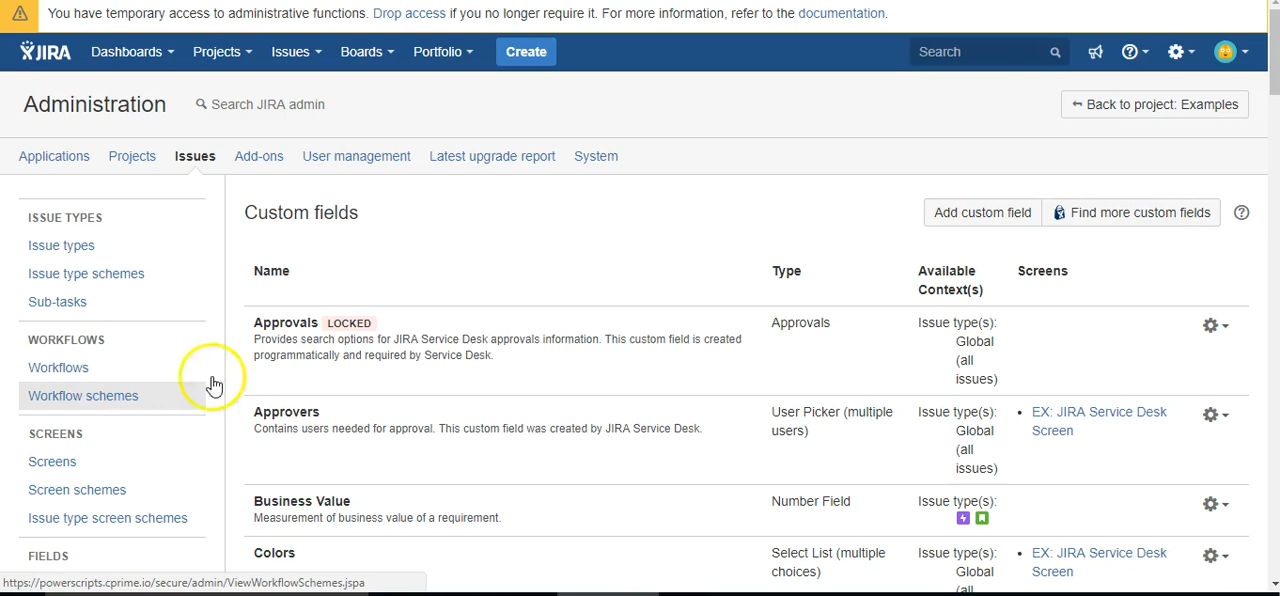 You have temporary access to administrative functions. Drop access if you no longer require it. For more information, refer to the documentation.
JIRA Dashboards Projects Issues Boards Portfolio Create Search
Administration Search JIRA admin Back to project: Examples
Applications Projects Issues Add-ons User management Latest upgrade report System
ISSUE TYPES
Issue types
Issue type schemes
Sub-tasks
WORKFLOWS
Workflows
Workflow schemes
SCREENS
Screens
Screen schemes
Issue type screen schemes
FIELDS
Custom fields Add custom field Find more custom fields
Name Type Available Context(s) Screens
Approvals LOCKED
Provides search options for JIRA Service Desk approvals information. This custom field is created
programmatically and required by Service Desk.
Approvals
Issue type(s):
Global
(all
issues)
Approvers
Contains users needed for approval. This custom field was created by JIRA Service Desk.
User Picker (multiple
users)
Issue type(s):
Global
(all
issues)
• EX: JIRA Service Desk
Screen
Business Value
Measurement of business value of a requirement.
Number Field
Issue type(s):
Colors
Select List (multiple
choices)
Issue type(s):
Global
(all
• EX: JIRA Service Desk
Screen
https://powerscripts.cprime.io/secure/admin/ViewWorkflowSchemes.jspa